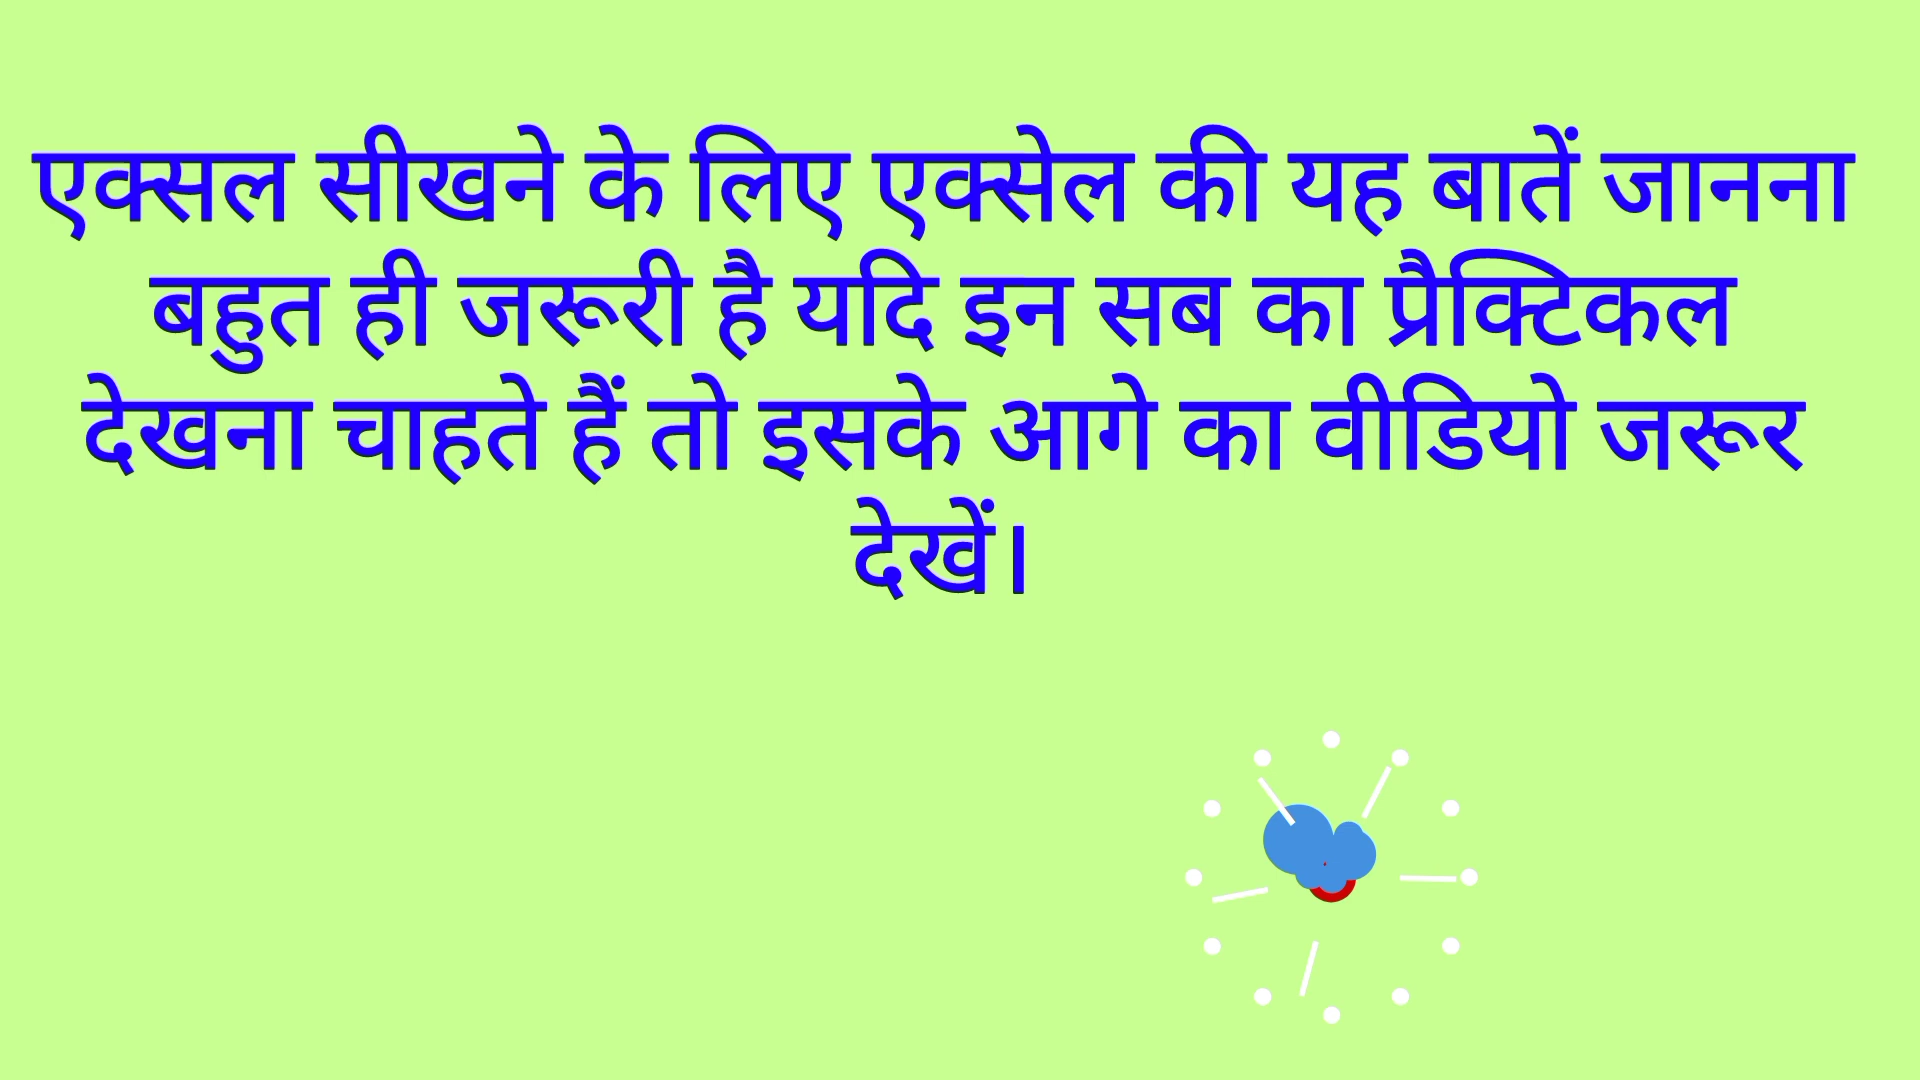 एक्सल सीखने के लिए एक्सेल की यह बातें जानना
बहुत ही जरूरी है यदि इन सब का प्रैक्टिकल
देखना चाहते हैं तो इसके आगे का वीडियो जरूर
देखें।